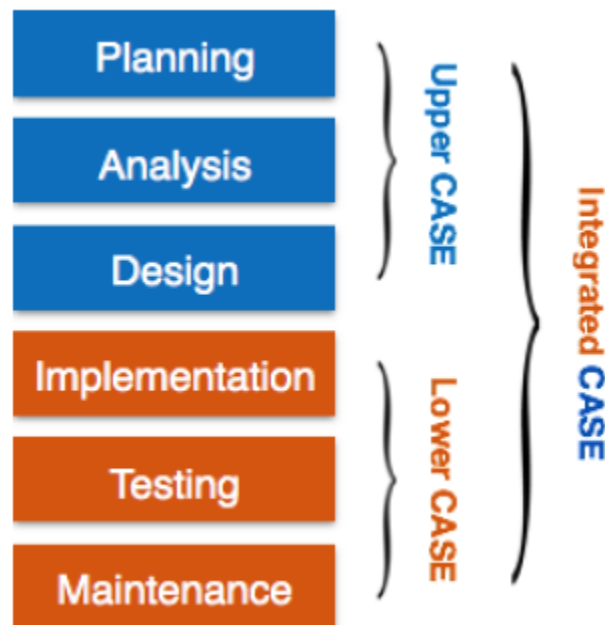 Planning
Analysis
Design
Implementation
Testing
Maintenance
Upper CASE
Lower CASE
Integrated CASE